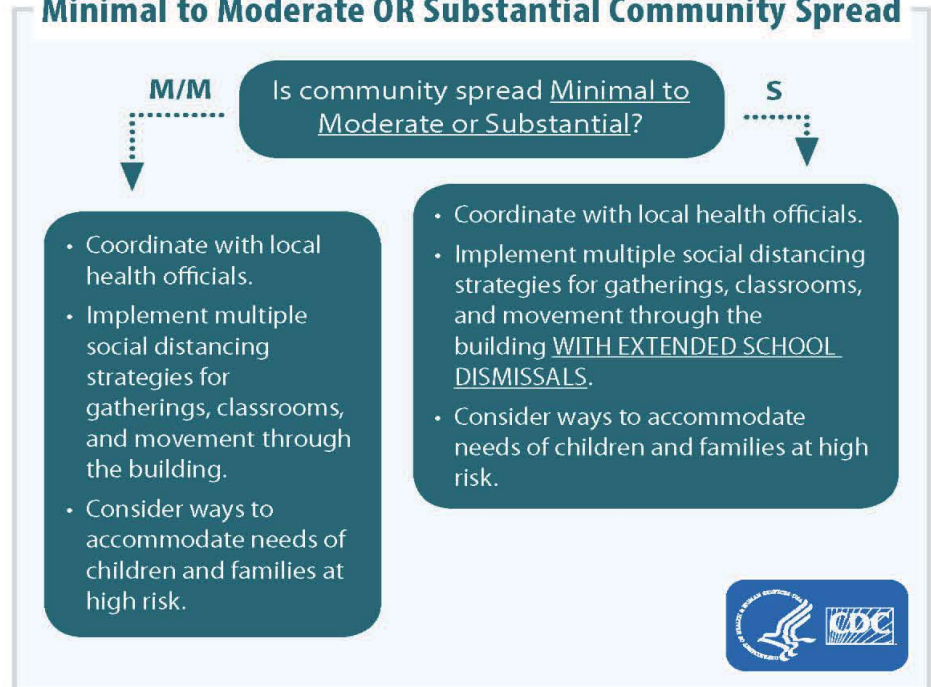 Minimal to Moderate OR Substantial Community Spread
M/M
Is community spread Minimal to
Moderate or Substantial?
S
• Coordinate with local
health officials.
• Implement multiple
social distancing
strategies for
gatherings, classrooms,
and movement through
the building.
• Consider ways to
accommodate needs of
children and families at
high risk.
• Coordinate with local health officials.
• Implement multiple social distancing
strategies for gatherings, classrooms,
and movement through the
building WITH EXTENDED SCHOOL
DISMISSALS.
• Consider ways to accommodate
needs of children and families at high
risk.
CDC